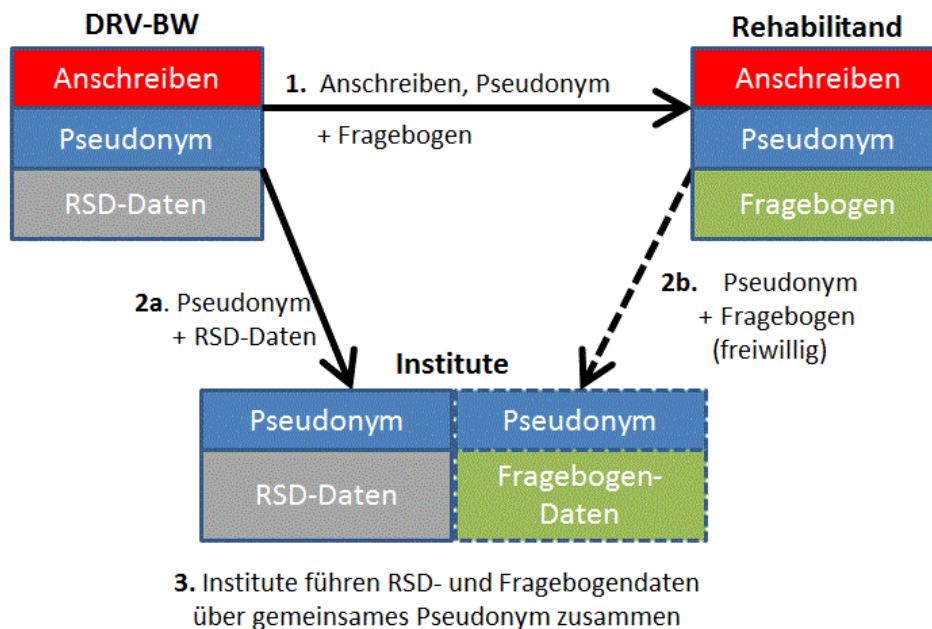 DRV-BW
Rehabilitand
Anschreiben
Pseudonym
RSD-Daten
1. Anschreiben, Pseudonym
+ Fragebogen
Anschreiben
Pseudonym
Fragebogen
2a. Pseudonym
+ RSD-Daten
2b. Pseudonym
+ Fragebogen
(freiwillig)
Institute
Pseudonym
RSD-Daten
Pseudonym
Fragebogen-
Daten
3. Institute führen RSD- und Fragebogendaten
über gemeinsames Pseudonym zusammen